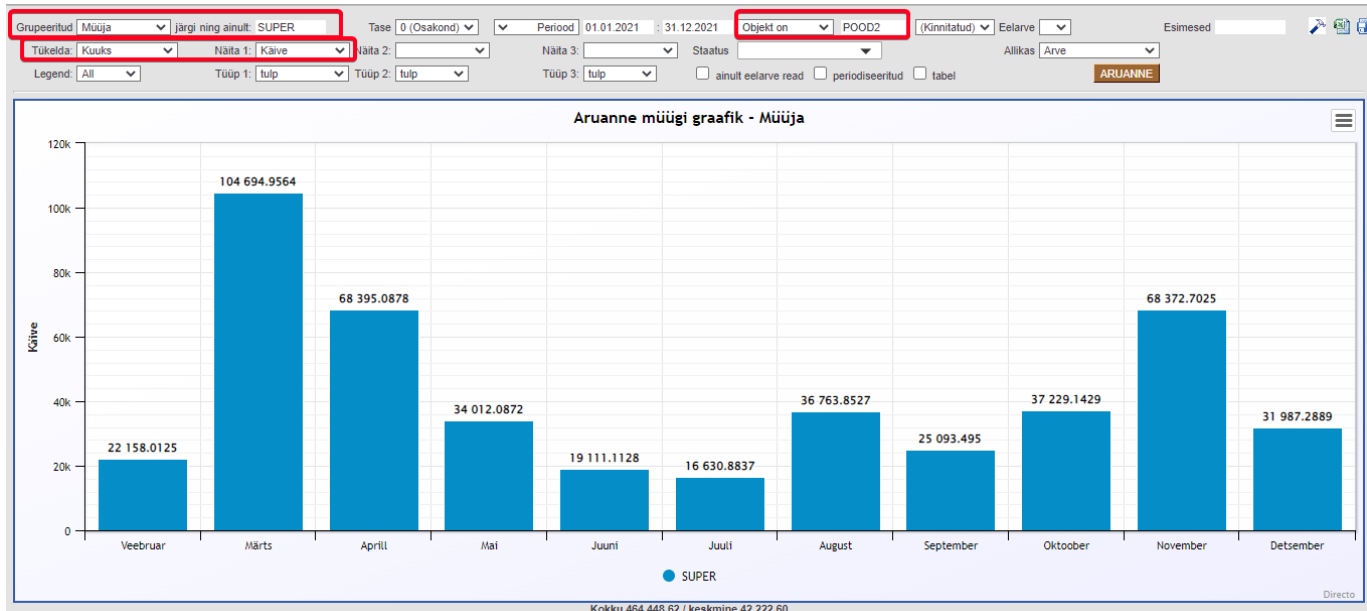 Grupeeritud Müüja järgi ning ainult: SUPER Tase 0 (Osakond) Periood 01.01.2021 : 31.12.2021 Objekt on POOD2 (Kinnitatud) Eelarve Esimesed
Tükelda: Kuuks Näita 1: Käive Näita 2: Näita 3: Staatus Allikas Arve
Legend: All Tüüp 1: tulp Tüüp 2: tulp Tüüp 3: tulp ainult eelarve read periodiseeritud tabel ARUANNE
Aruanne müügi graafik - Müüja
Käive
120k
100k
80k
60k
40k
20k
0
22 158.0125
104 694.9564
68 395.0878
34 012.0872
19 111.1128
16 630.8837
36 763.8527
25 093.495
37 229.1429
68 372.7025
31 987.2889
Veebruar Märts Aprill Mai Juuni Juuli August September Oktoober November Detsember
SUPER
Directo
Kokku 464 448.62 / keskmine 42 222.60